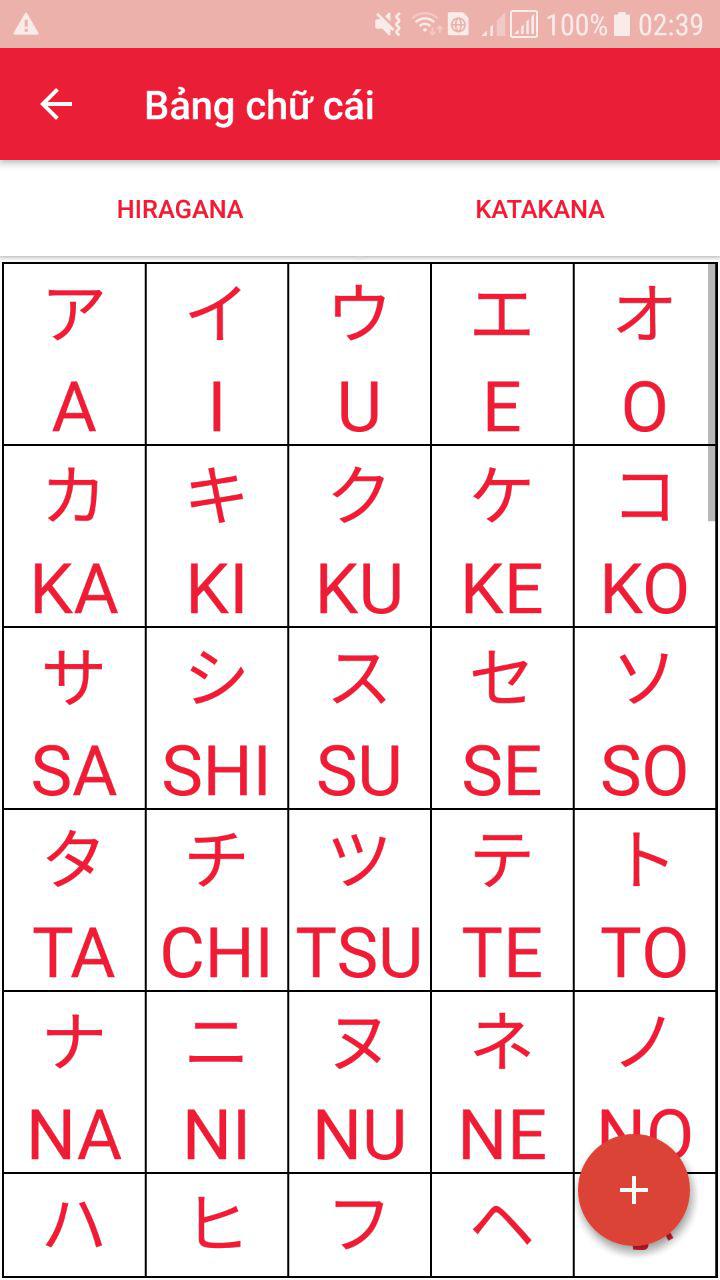 100% 02:39
Bảng chữ cái
HIRAGANA KATAKANA
ア イ ウ エ オ
A I U E O
カ キ ク ケ コ
KA KI KU KE KO
サ シ ス セ ソ
SA SHI SU SE SO
タ チ ツ テ ト
TA CHI TSU TE TO
ナ ニ ヌ ネ ノ
NA NI NU NE NO
ハ ヒ フ ヘ